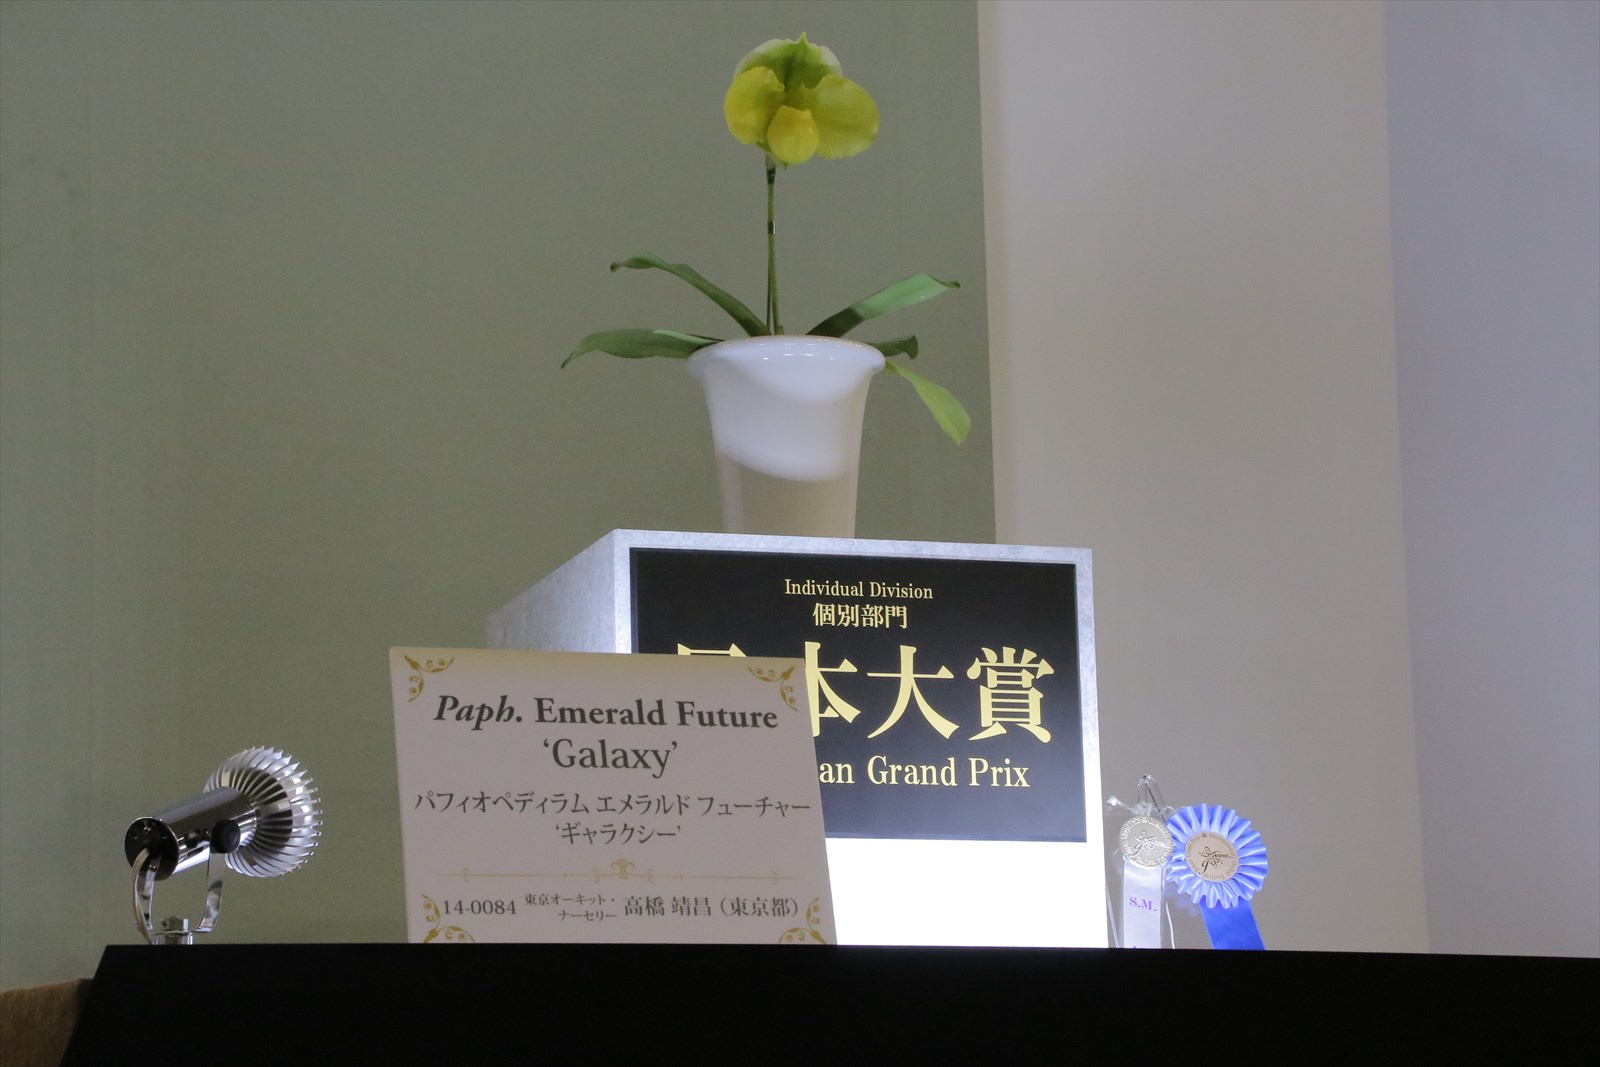 Individual Division
個別部門
本大賞
an Grand Prix
Paph. Emerald Future
‘Galaxy’
パフィオペディラム エメラルド フューチャー
‘ギャラクシー’
14-0084 東京オーキット・ナーセリー 高橋 靖昌（東京都）
S.M.